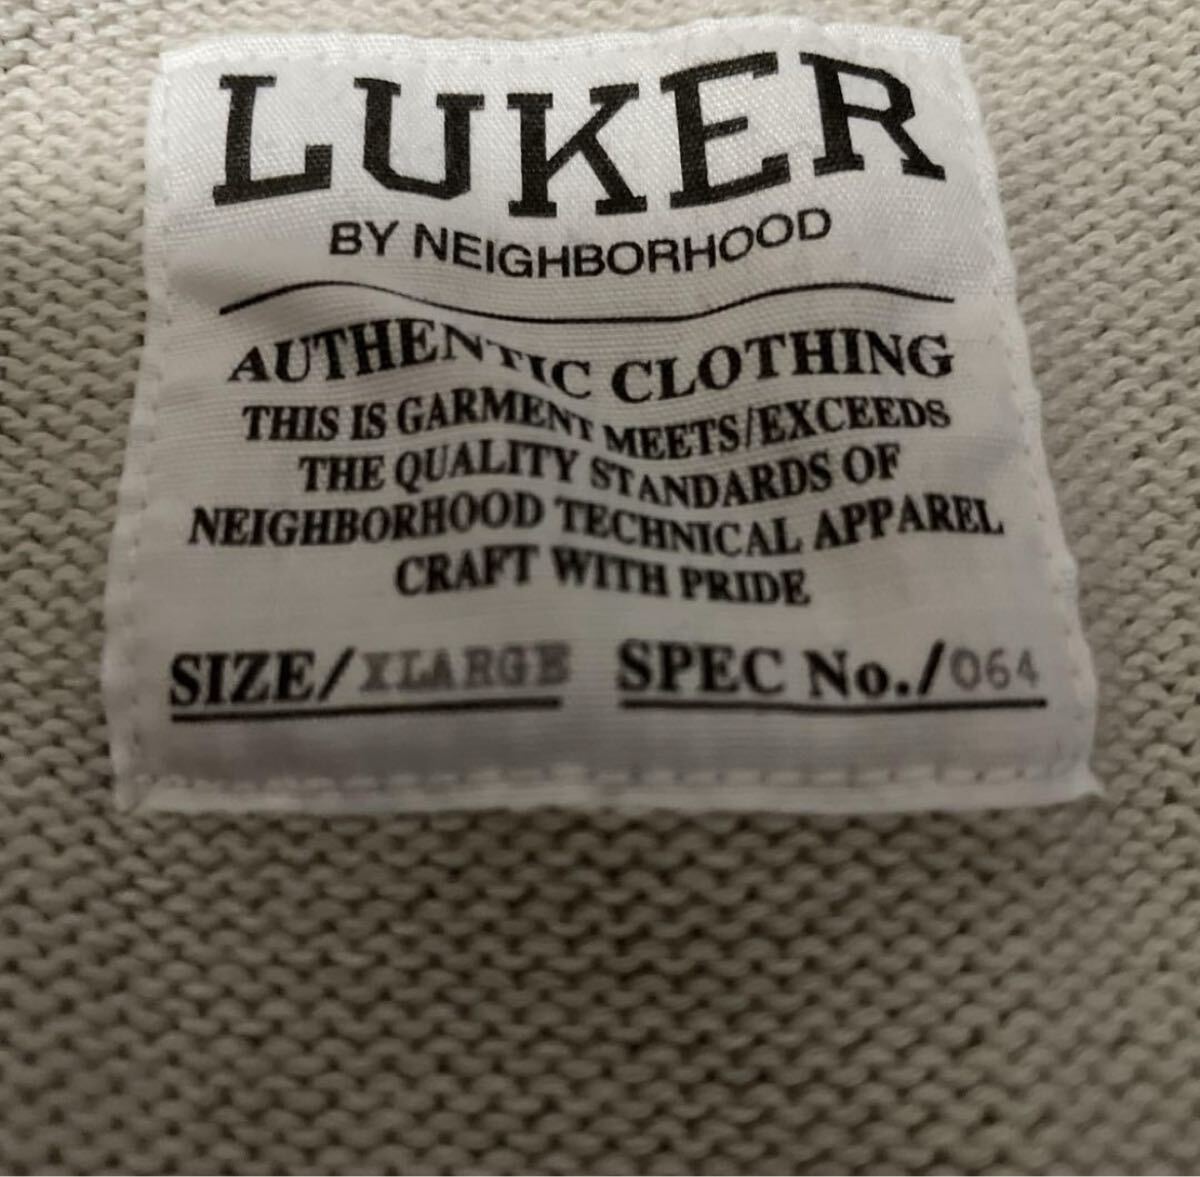 LUKER
BY NEIGHBORHOOD
AUTHENTIC CLOTHING
THIS IS GARMENT MEETS/EXCEEDS
THE QUALITY STANDARDS OF
NEIGHBORHOOD TECHNICAL APPAREL
CRAFT WITH PRIDE
SIZE/XLARGE SPEC No./064